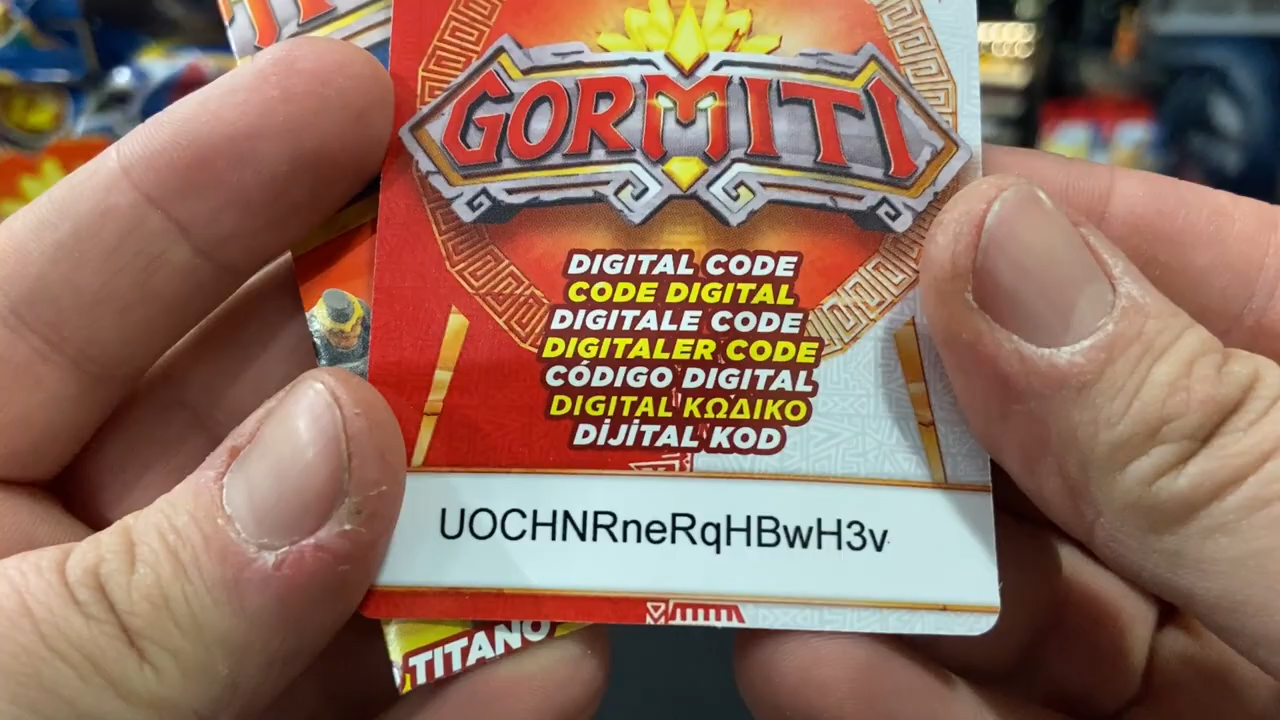 GORMITI
DIGITAL CODE
CODE DIGITAL
DIGITALE CODE
DIGITALER CODE
CÓDIGO DIGITAL
DIGITAL ΚΩΔΙΚΟ
DİJİTAL KOD
UOCHNRneRqHBwH3v
TITANO